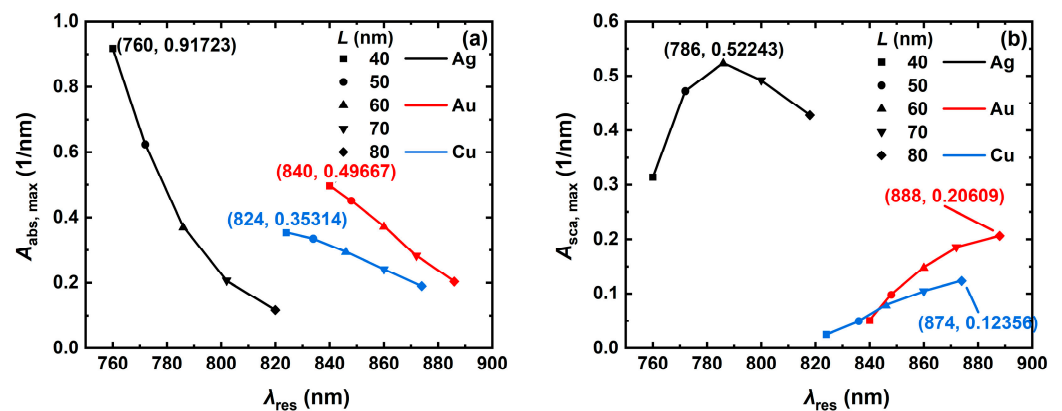 (a)
(760, 0.91723)
L (nm)
40
50
60
70
80
Ag
Au
Cu
(840, 0.49667)
(824, 0.35314)
1.0
0.8
0.6
0.4
0.2
0.0
A abs, max (1/nm)
760 780 800 820 840 860 880 900
λres (nm)
(b)
(786, 0.52243)
L (nm)
40
50
60
70
80
Ag
Au
Cu
(888, 0.20609)
(874, 0.12356)
0.6
0.5
0.4
0.3
0.2
0.1
0.0
A sca, max (1/nm)
760 780 800 820 840 860 880 900
λres (nm)